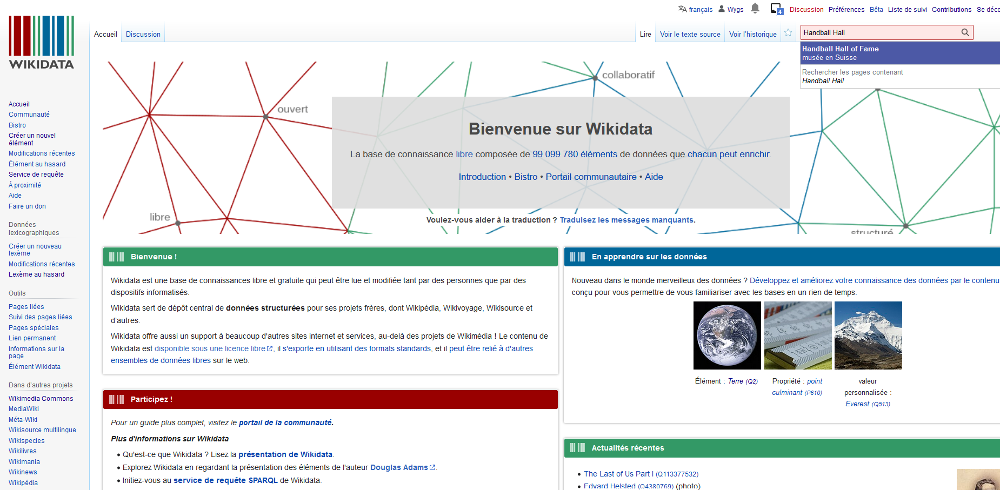 français Wygs 4 Discussion Préférences Bêta Liste de suivi Contributions Se déco
WIKIDATA
Accueil Discussion
Lire Voir le texte source Voir l'historique
Handball Hall
Handball Hall of Fame
musée en Suisse
Rechercher les pages contenant
Handball Hall
Accueil
Communauté
Bistro
Créer un nouvel
élément
Modifications récentes
Élément au hasard
Service de requête
À proximité
Aide
Faire un don
Données
lexicographiques
Créer un nouveau
lexème
Modifications récentes
Lexème au hasard
Outils
Pages liées
Suivi des pages liées
Pages spéciales
Lien permanent
Informations sur la
page
Élément Wikidata
Dans d'autres projets
Wikimedia Commons
MediaWiki
Méta-Wiki
Wikisource multilingue
Wikispecies
Wikilivres
Wikimania
Wikinews
Wikipédia
collaboratif
ouvert
libre
structuré
Bienvenue sur Wikidata
La base de connaissance libre composée de 99 099 780 éléments de données que chacun peut enrichir.
Introduction • Bistro • Portail communautaire • Aide
Voulez-vous aider à la traduction ? Traduisez les messages manquants.
Bienvenue !
Wikidata est une base de connaissances libre et gratuite qui peut être lue et modifiée tant par des personnes que par des
dispositifs informatisés.
Wikidata sert de dépôt central de données structurées pour ses projets frères, dont Wikipédia, Wikivoyage, Wikisource et
d'autres.
Wikidata offre aussi un support à beaucoup d'autres sites internet et services, au-delà des projets de Wikimédia ! Le contenu de
Wikidata est disponible sous une licence libre, il s'exporte en utilisant des formats standards, et il peut être relié à d'autres
ensembles de données libres sur le web.
Participez !
Pour un guide plus complet, visitez le portail de la communauté.
Plus d'informations sur Wikidata
• Qu'est-ce que Wikidata ? Lisez la présentation de Wikidata.
• Explorez Wikidata en regardant la présentation des éléments de l'auteur Douglas Adams.
• Initiez-vous au service de requête SPARQL de Wikidata.
En apprendre sur les données
Nouveau dans le monde merveilleux des données ? Développez et améliorez votre connaissance des données par le contenu
conçu pour vous permettre de vous familiariser avec les bases en un rien de temps.
Élément : Terre (Q2)
Propriété : point
culminant (P610)
valeur
personnalisée :
Everest (Q513)
Actualités récentes
• The Last of Us Part I (Q113377532)
• Edvard Helsted (Q4380769) (photo)